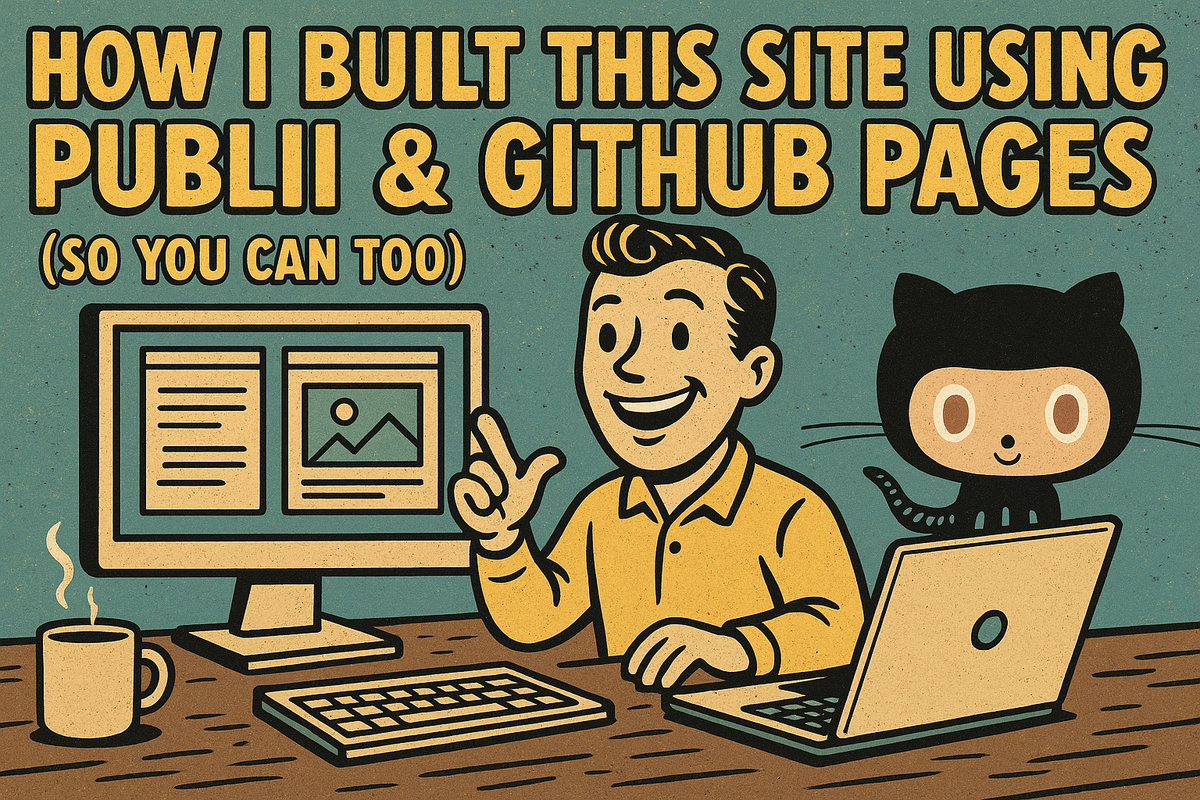 HOW I BUILT THIS SITE USING
PUBLII & GITHUB PAGES
(SO YOU CAN TOO)